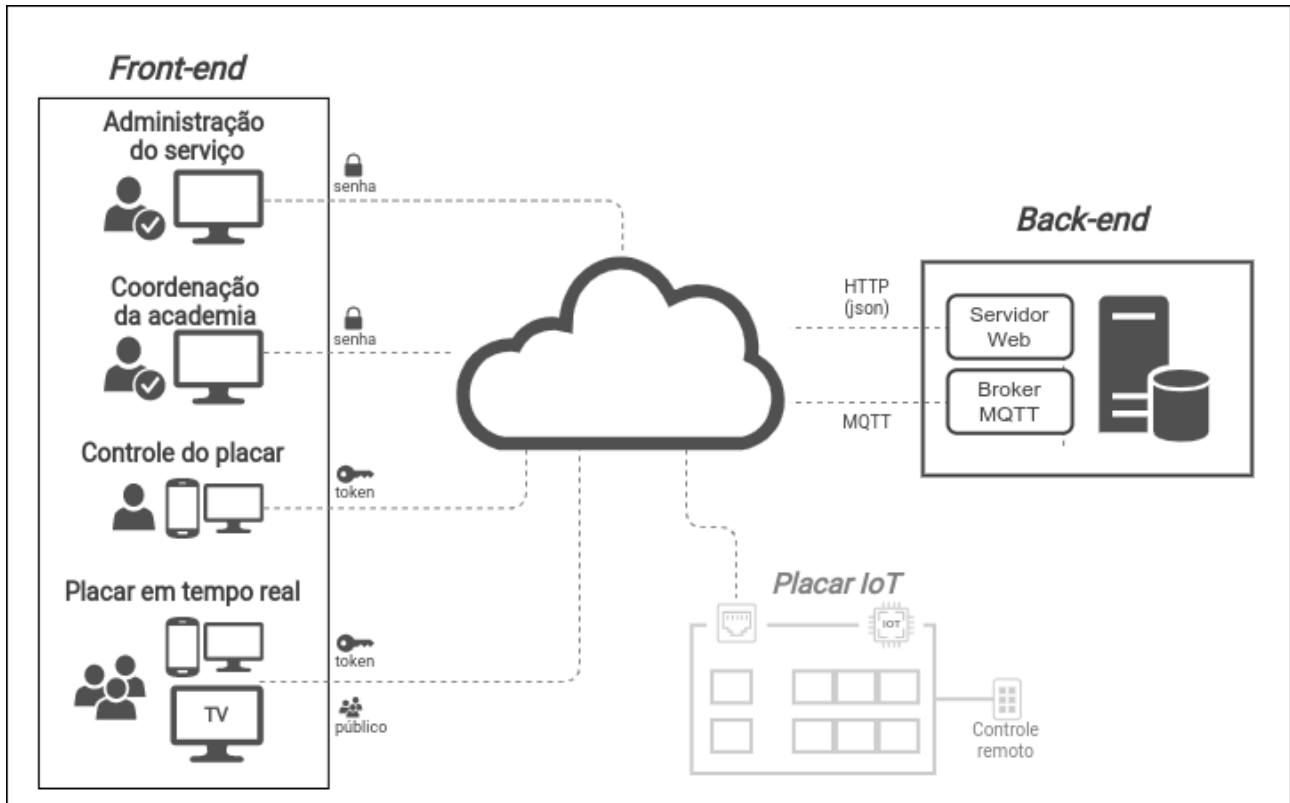 Front-end
Administração
do serviço
senha
Coordenação
da academia
senha
Controle do placar
token
Placar em tempo real
token
TV
público
Back-end
HTTP
(json)
Servidor
Web
Broker
MQTT
MQTT
Placar IoT
IOT
Controle
remoto